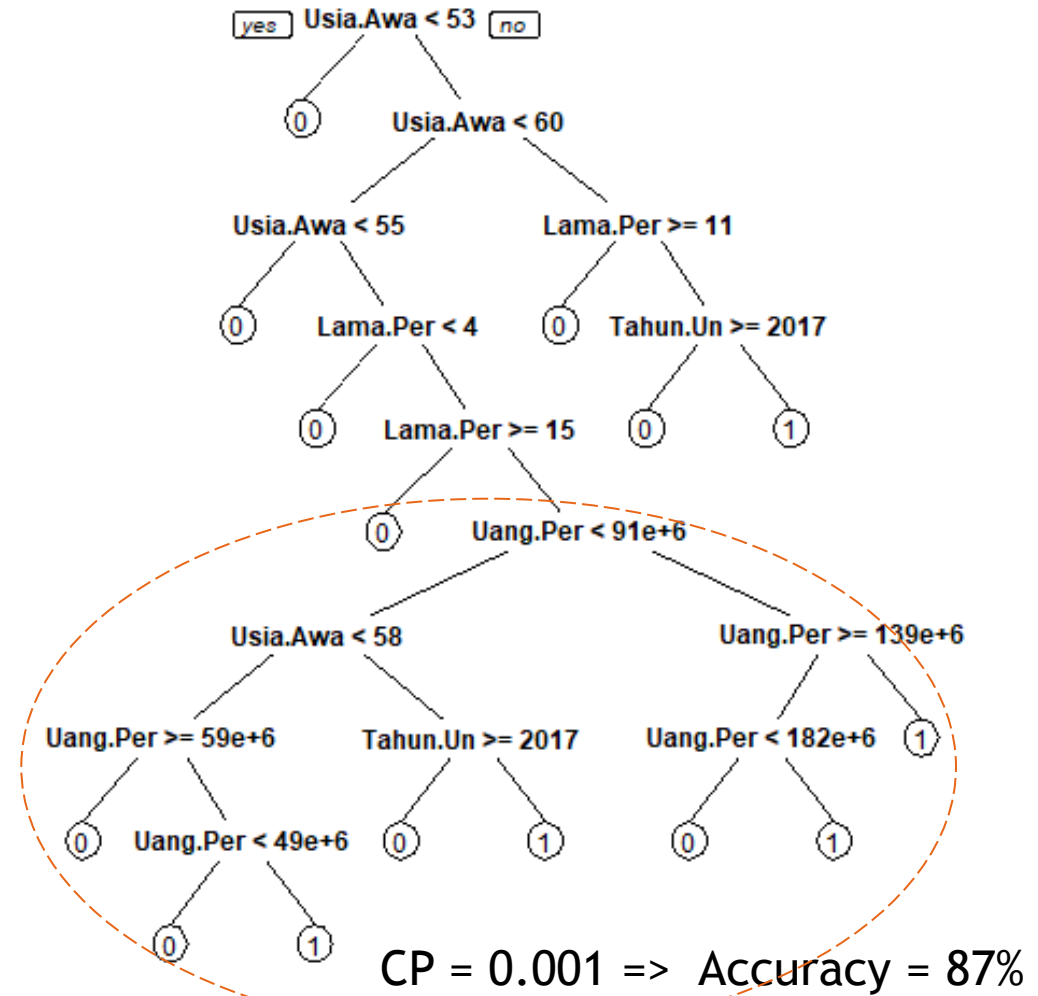 yes Usia.Awa < 53 no
0 Usia.Awa < 60
Usia.Awa < 55 Lama.Per >= 11
0 Lama.Per < 4 0 Tahun.Un >= 2017
0 Lama.Per >= 15 0 1
0 Uang.Per < 91e+6
Usia.Awa < 58 Uang.Per >= 139e+6
Uang.Per >= 59e+6 Tahun.Un >= 2017 Uang.Per < 182e+6 1
0 Uang.Per < 49e+6 0 1 0 1
0 1
CP = 0.001 => Accuracy = 87%